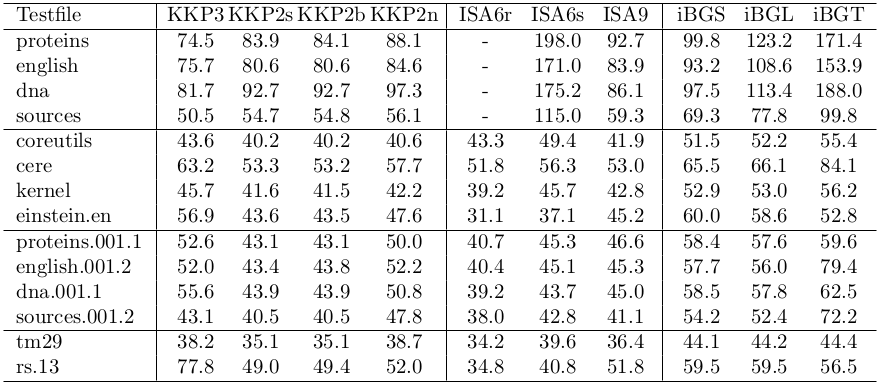 Testfile KKP3 KKP2s KKP2b KKP2n ISA6r ISA6s ISA9 iBGS iBGL iBGT
proteins 74.5 83.9 84.1 88.1 - 198.0 92.7 99.8 123.2 171.4
english 75.7 80.6 80.6 84.6 - 171.0 83.9 93.2 108.6 153.9
dna 81.7 92.7 92.7 97.3 - 175.2 86.1 97.5 113.4 188.0
sources 50.5 54.7 54.8 56.1 - 115.0 59.3 69.3 77.8 99.8
coreutils 43.6 40.2 40.2 40.6 43.3 49.4 41.9 51.5 52.2 55.4
cere 63.2 53.3 53.2 57.7 51.8 56.3 53.0 65.5 66.1 84.1
kernel 45.7 41.6 41.5 42.2 39.2 45.7 42.8 52.9 53.0 56.2
einstein.en 56.9 43.6 43.5 47.6 31.1 37.1 45.2 60.0 58.6 52.8
proteins.001.1 52.6 43.1 43.1 50.0 40.7 45.3 46.6 58.4 57.6 59.6
english.001.2 52.0 43.4 43.8 52.2 40.4 45.1 45.3 57.7 56.0 79.4
dna.001.1 55.6 43.9 43.9 50.8 39.2 43.7 45.0 58.5 57.8 62.5
sources.001.2 43.1 40.5 40.5 47.8 38.0 42.8 41.1 54.2 52.4 72.2
tm29 38.2 35.1 35.1 38.7 34.2 39.6 36.4 44.1 44.2 44.4
rs.13 77.8 49.0 49.4 52.0 34.8 40.8 51.8 59.5 59.5 56.5